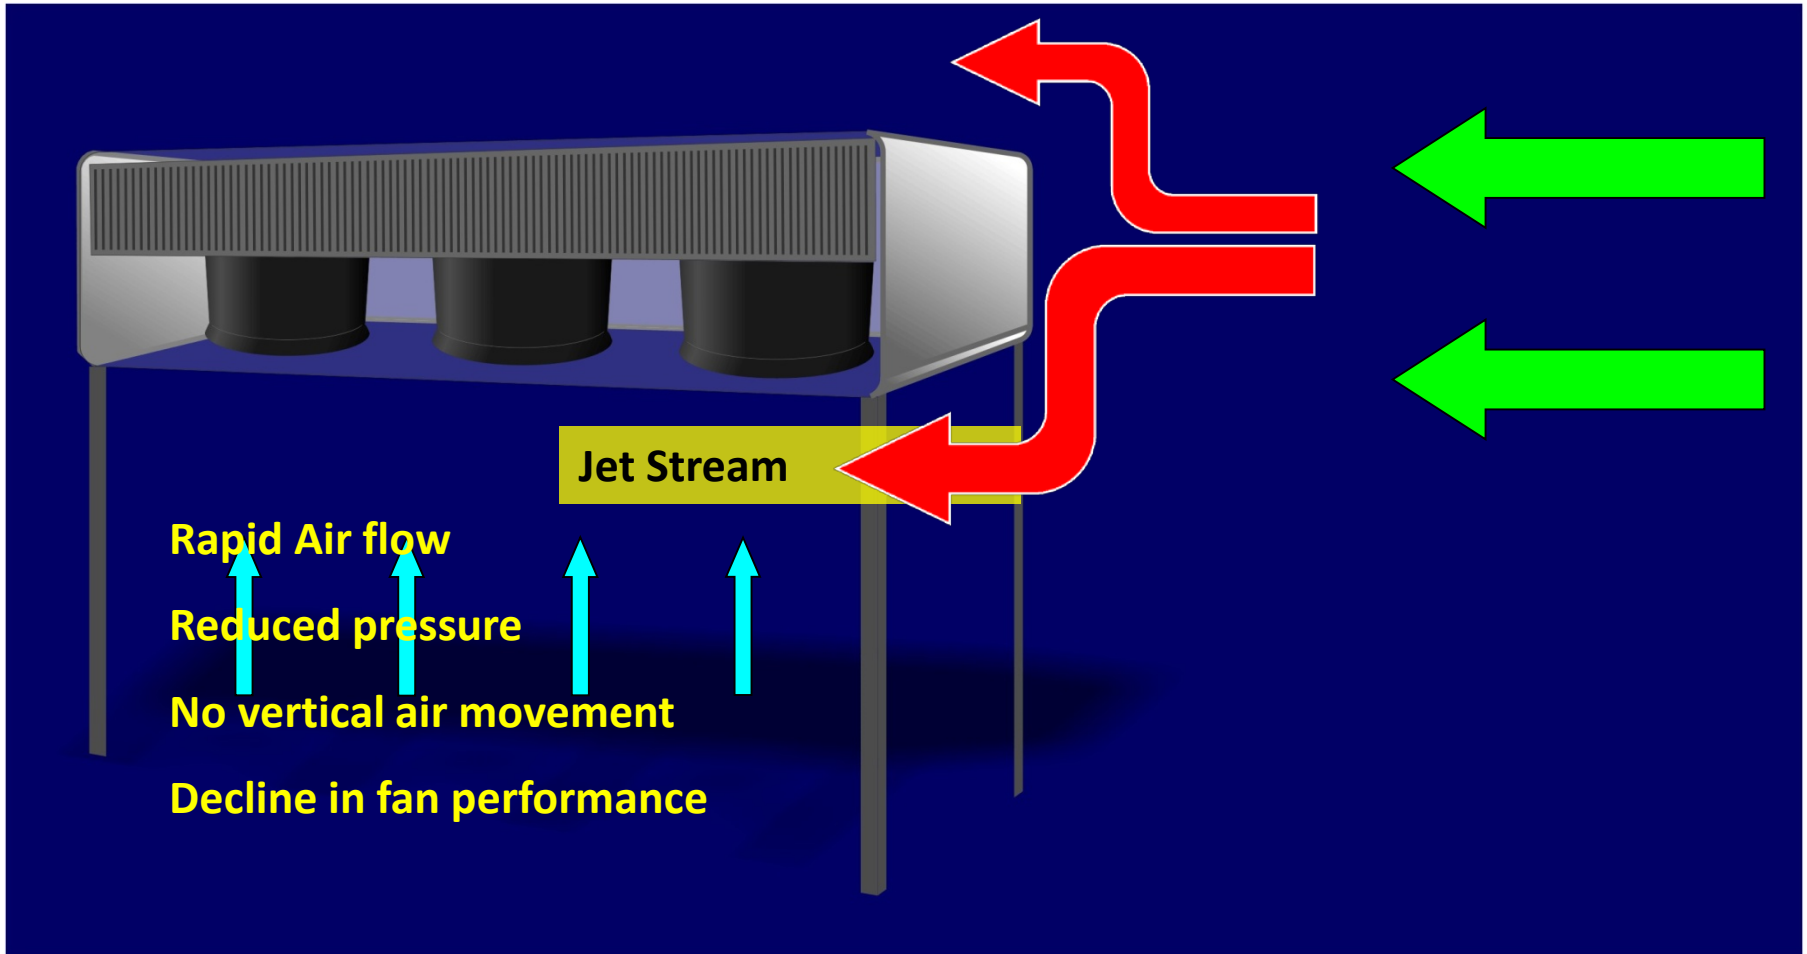 Jet Stream
Rapid Air flow
Reduced pressure
No vertical air movement
Decline in fan performance